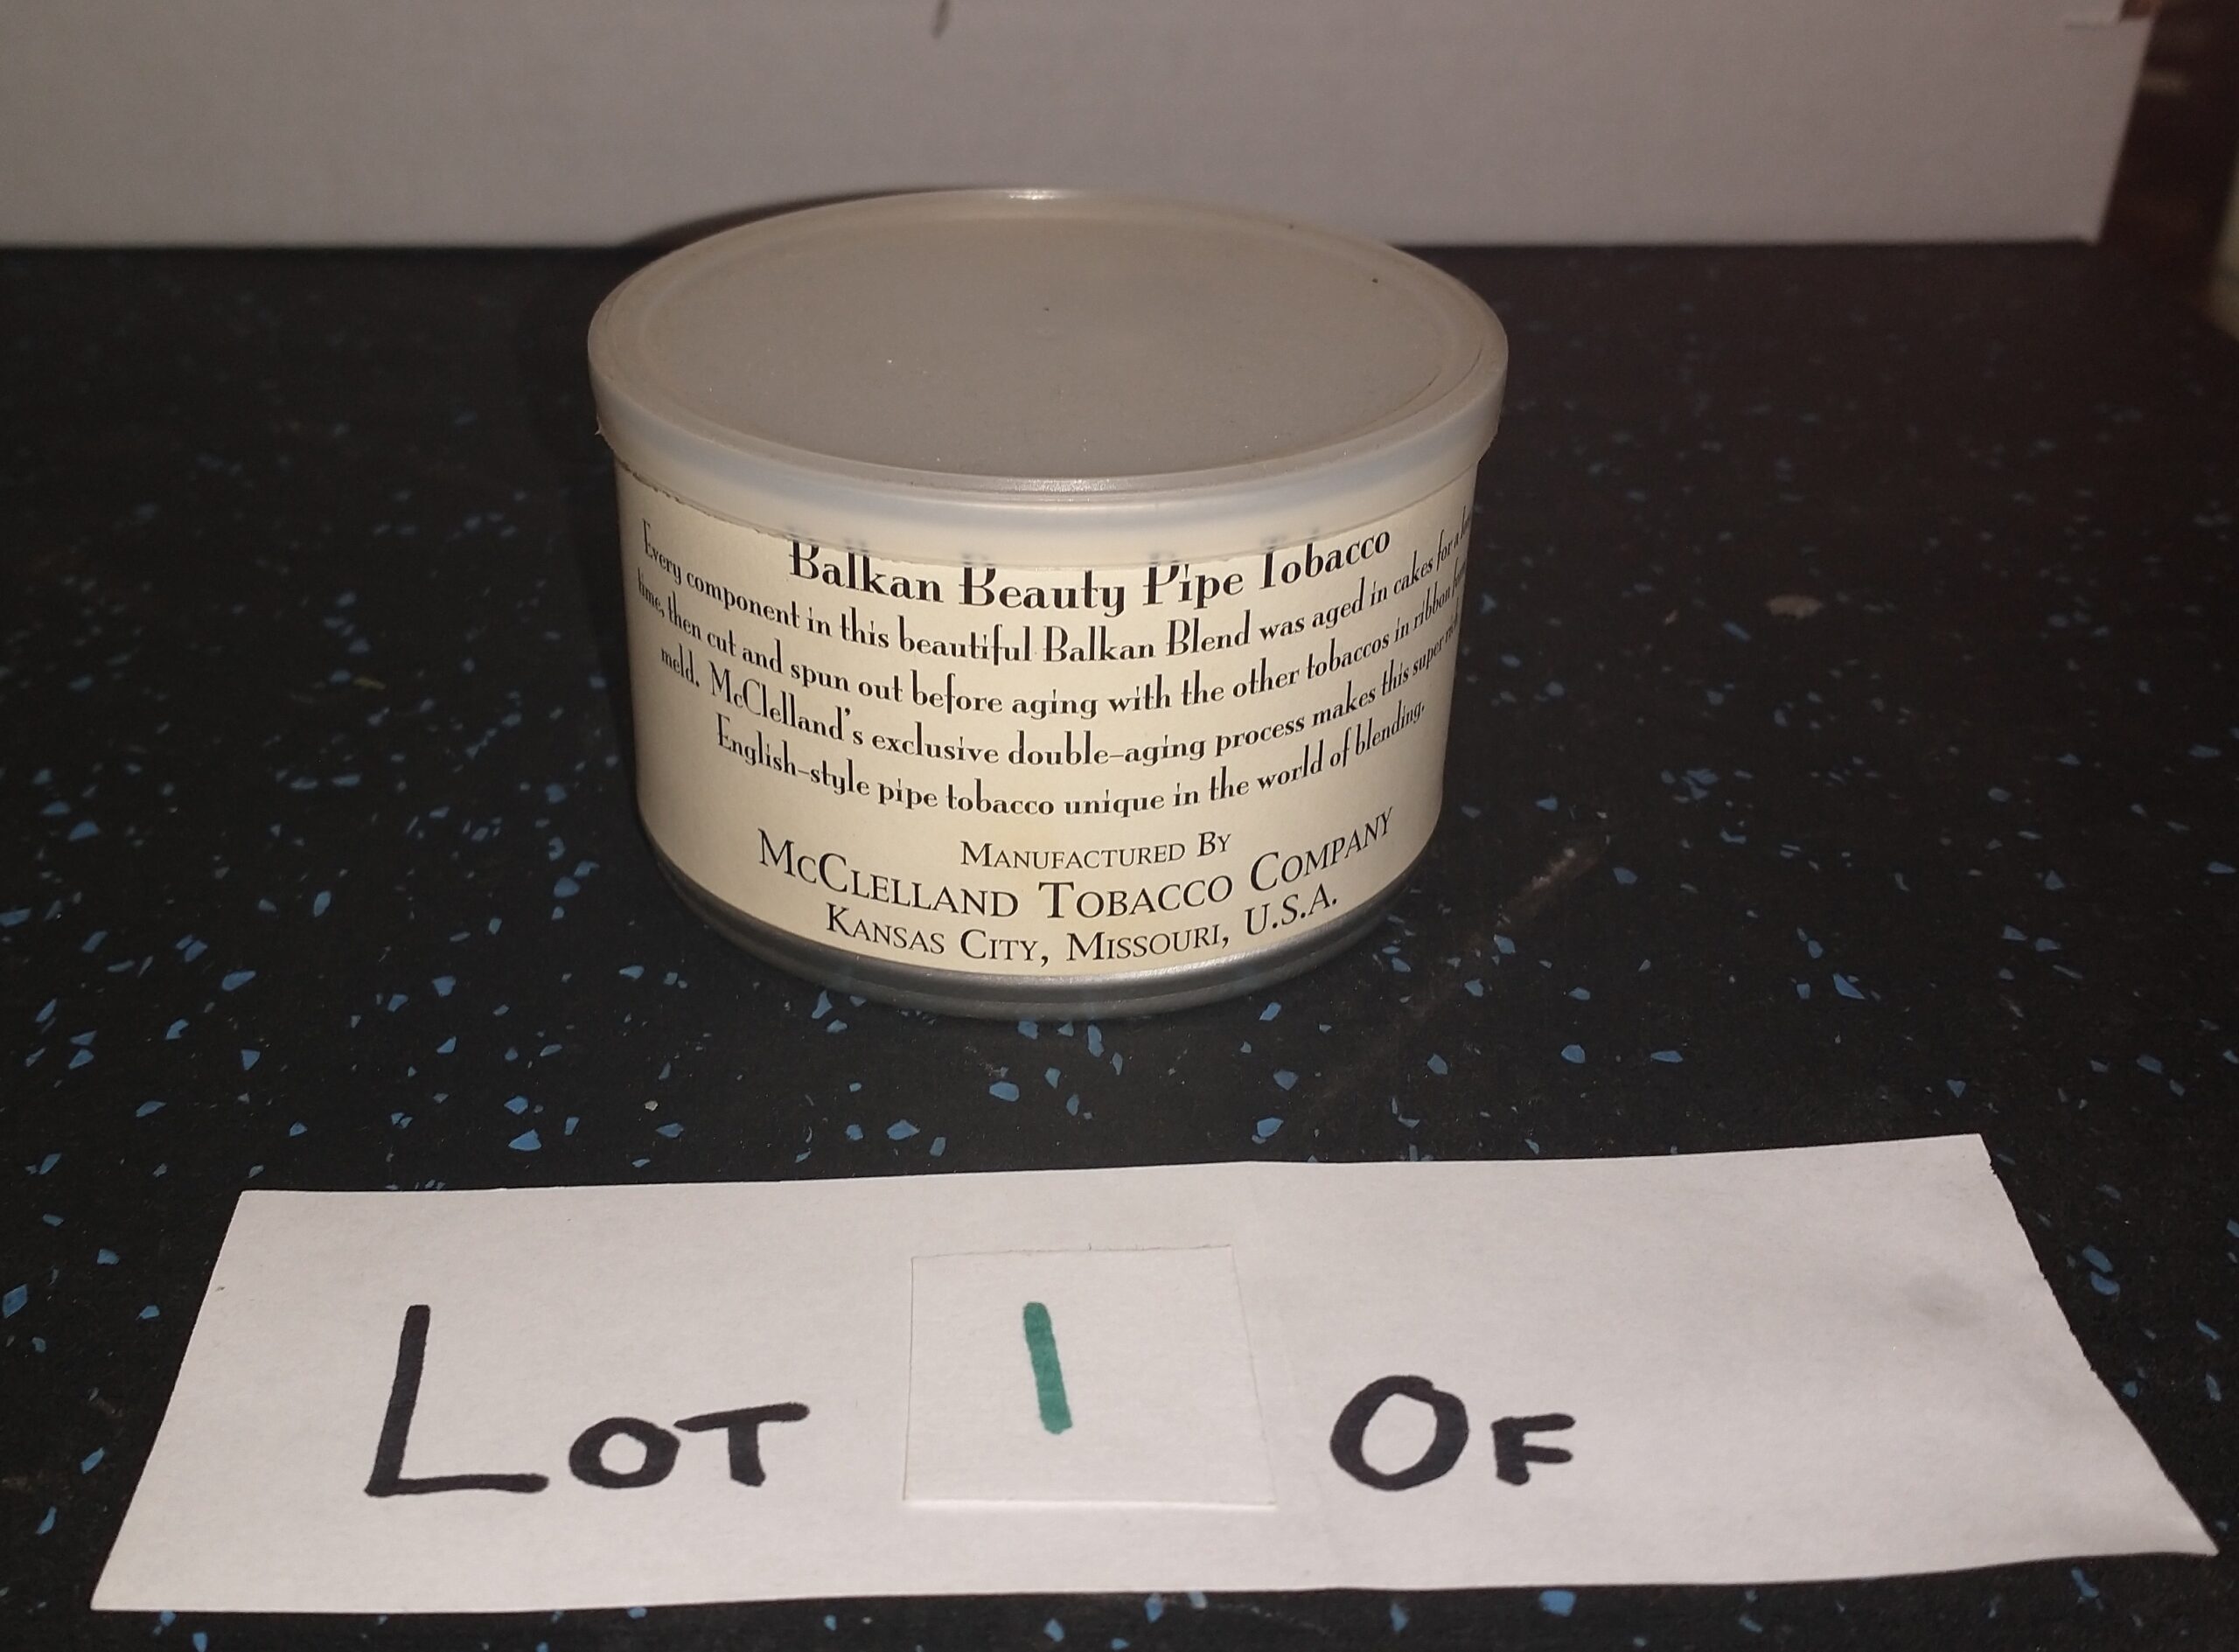 Balkan Beauty Pipe Tobacco
Every component in this beautiful Balkan Blend was aged in cakes for a
time, then cut and spun out before aging with the other tobaccos in ribbon
meld. McClelland's exclusive double-aging process makes this super
English-style pipe tobacco unique in the world of blending.
MANUFACTURED BY
MCCLELLAND TOBACCO COMPANY
KANSAS CITY, MISSOURI, U.S.A.
LOT 1 OF